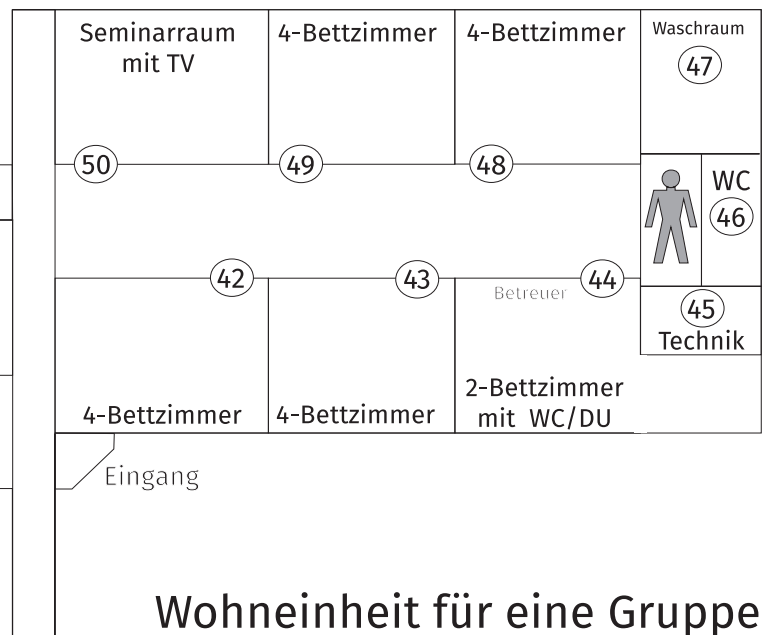 Seminarraum
mit TV
4-Bettzimmer
4-Bettzimmer
Waschraum
47
50
49
48
WC
46
42
43
44
Betreuer
45
Technik
4-Bettzimmer
4-Bettzimmer
2-Bettzimmer
mit WC/DU
Eingang
Wohneinheit für eine Gruppe